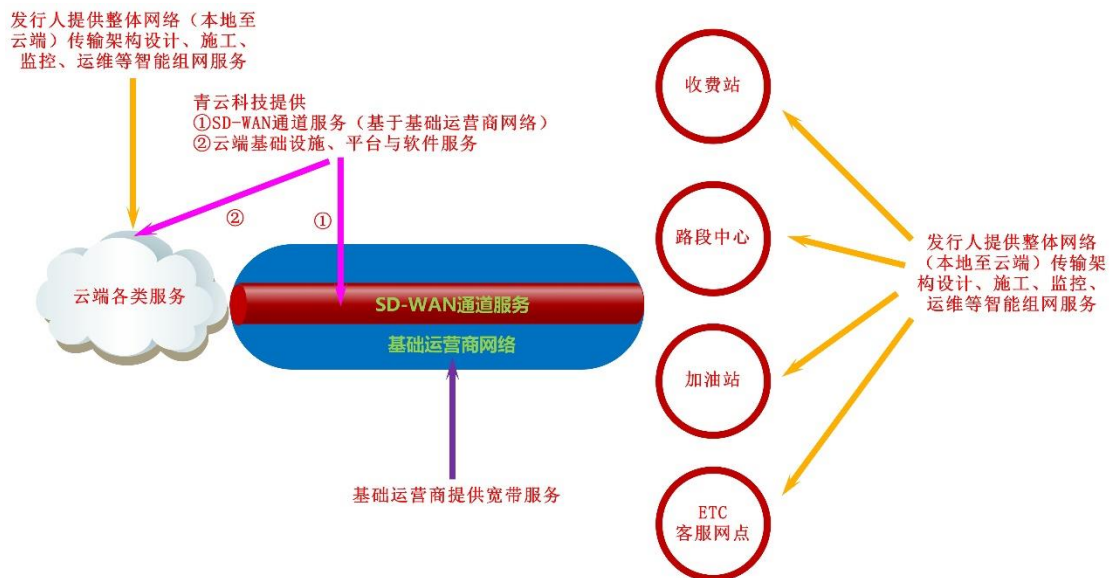 发行人提供整体网络（本地至
云端）传输架构设计、施工、
监控、运维等智能组网服务
青云科技提供
①SD-WAN通道服务（基于基础运营商网络）
②云端基础设施、平台与软件服务
②
①
云端各类服务
SD-WAN通道服务
基础运营商网络
基础运营商提供宽带服务
收费站
路段中心
加油站
ETC
客服网点
发行人提供整体网络
（本地至云端）传输架
构设计、施工、监控、
运维等智能组网服务